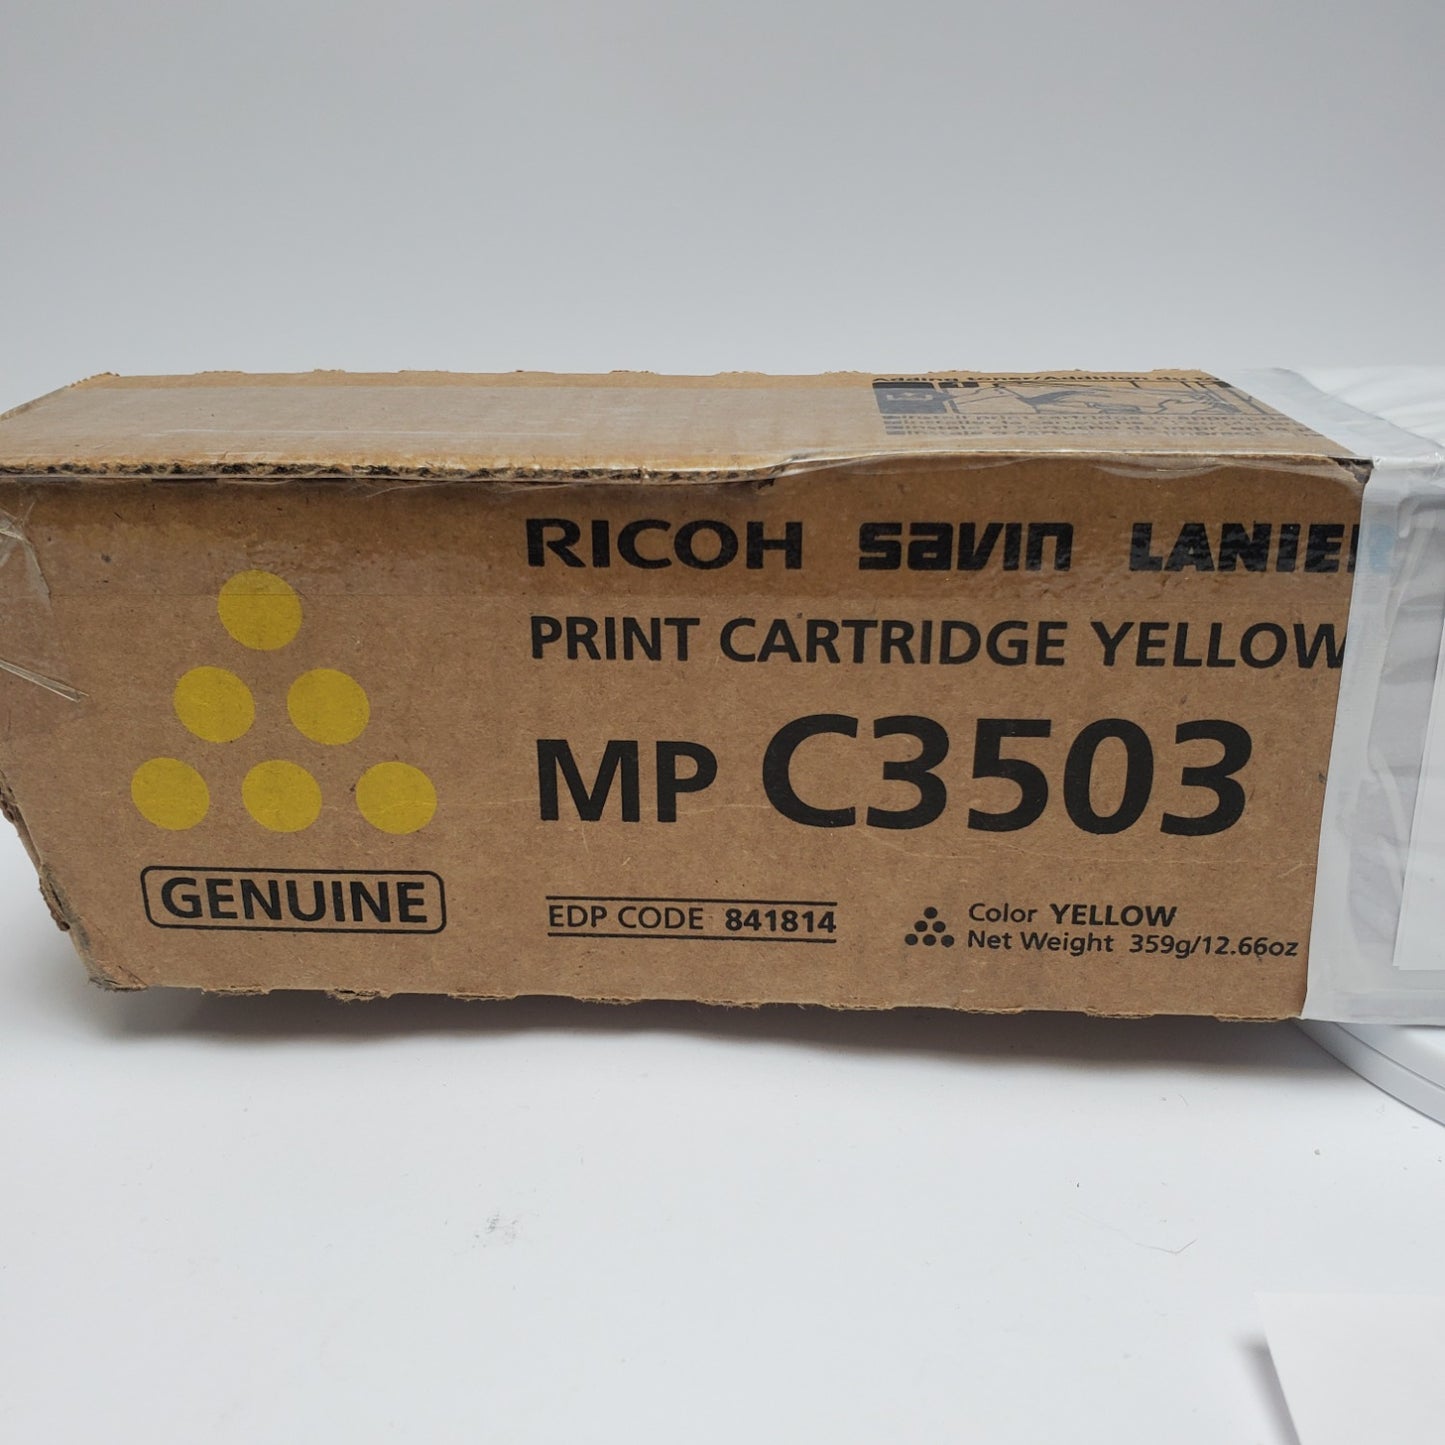 RICOH savin LANIE
PRINT CARTRIDGE YELLOW
MP C3503
GENUINE
EDP CODE 841814
Color YELLOW
Net Weight 359g/12.66oz